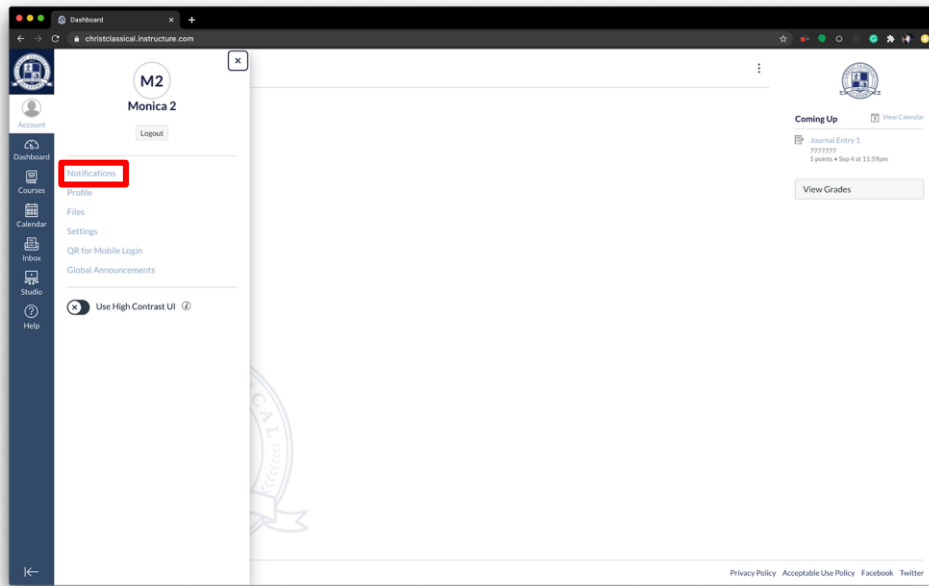 Dashboard
christclassical.instructure.com
M2
Monica 2
Logout
Account
Dashboard
Courses
Calendar
Inbox
Studio
Help
Notifications
Profile
Files
Settings
QR for Mobile Login
Global Announcements
Use High Contrast UI
Coming Up
View Calendar
Journal Entry 1
7777777
5 points • Sep 4 at 11:59pm
View Grades
Privacy Policy Acceptable Use Policy Facebook Twitter